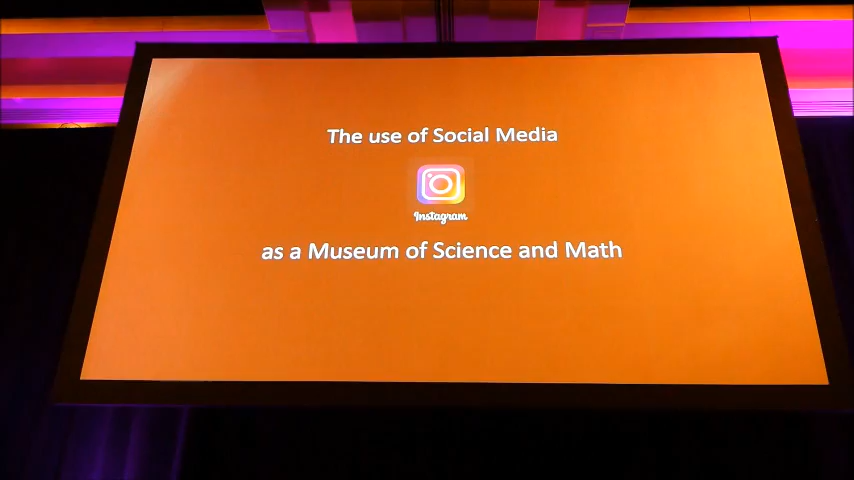 The use of Social Media
Instagram
as a Museum of Science and Math